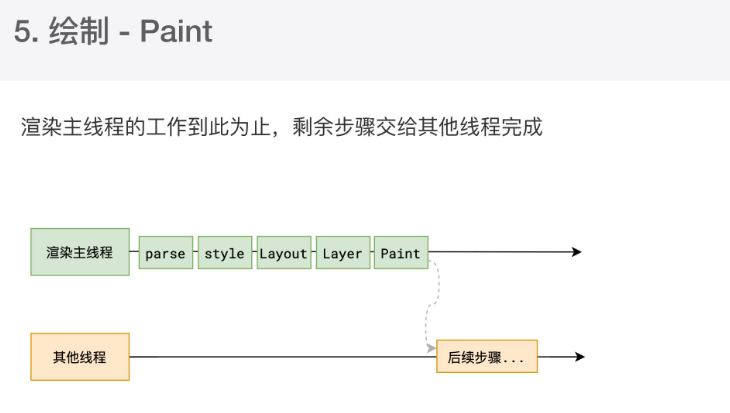 5. 绘制 - Paint
渲染主线程的工作到此为止，剩余步骤交给其他线程完成
渲染主线程
parse
style
Layout
Layer
Paint
其他线程
后续步骤...